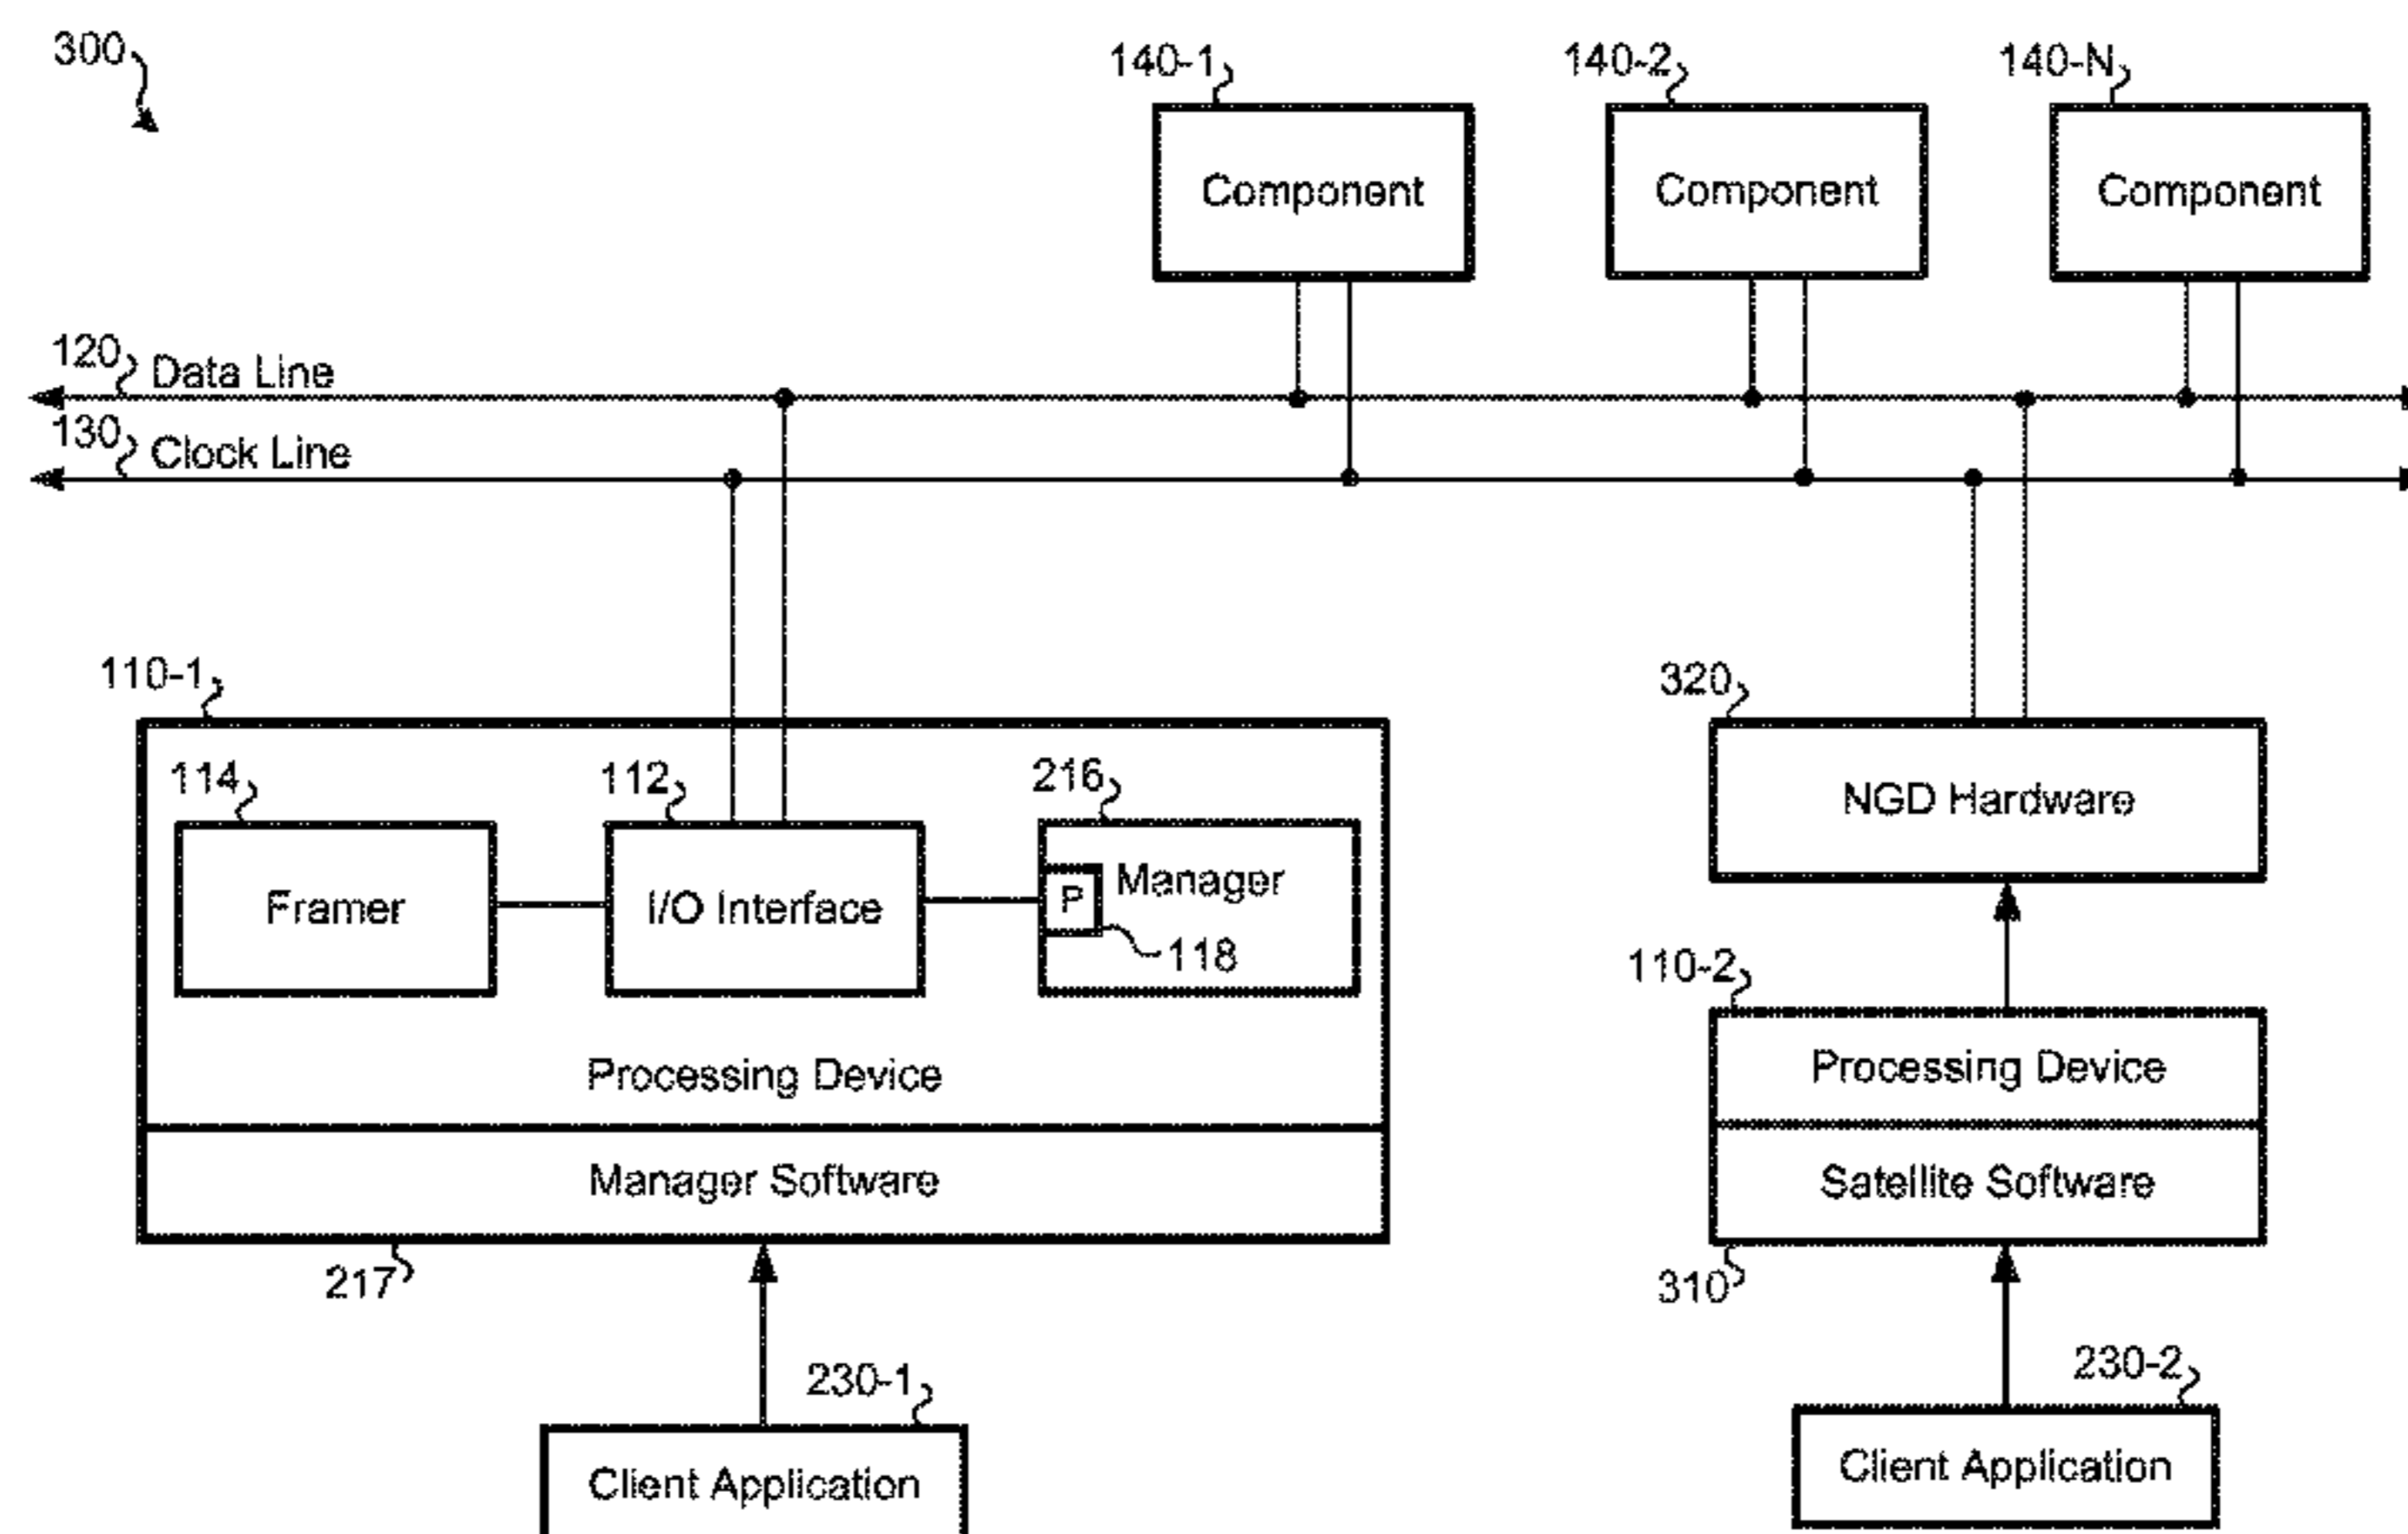 300
140-1
140-2
140-N
Component
Component
Component
120
Data Line
130
Clock Line
110-1
320
114
112
216
NGD Hardware
Framer
I/O Interface
P
Manager
118
110-2
Processing Device
Processing Device
Manager Software
Satellite Software
217
310
230-1
230-2
Client Application
Client Application